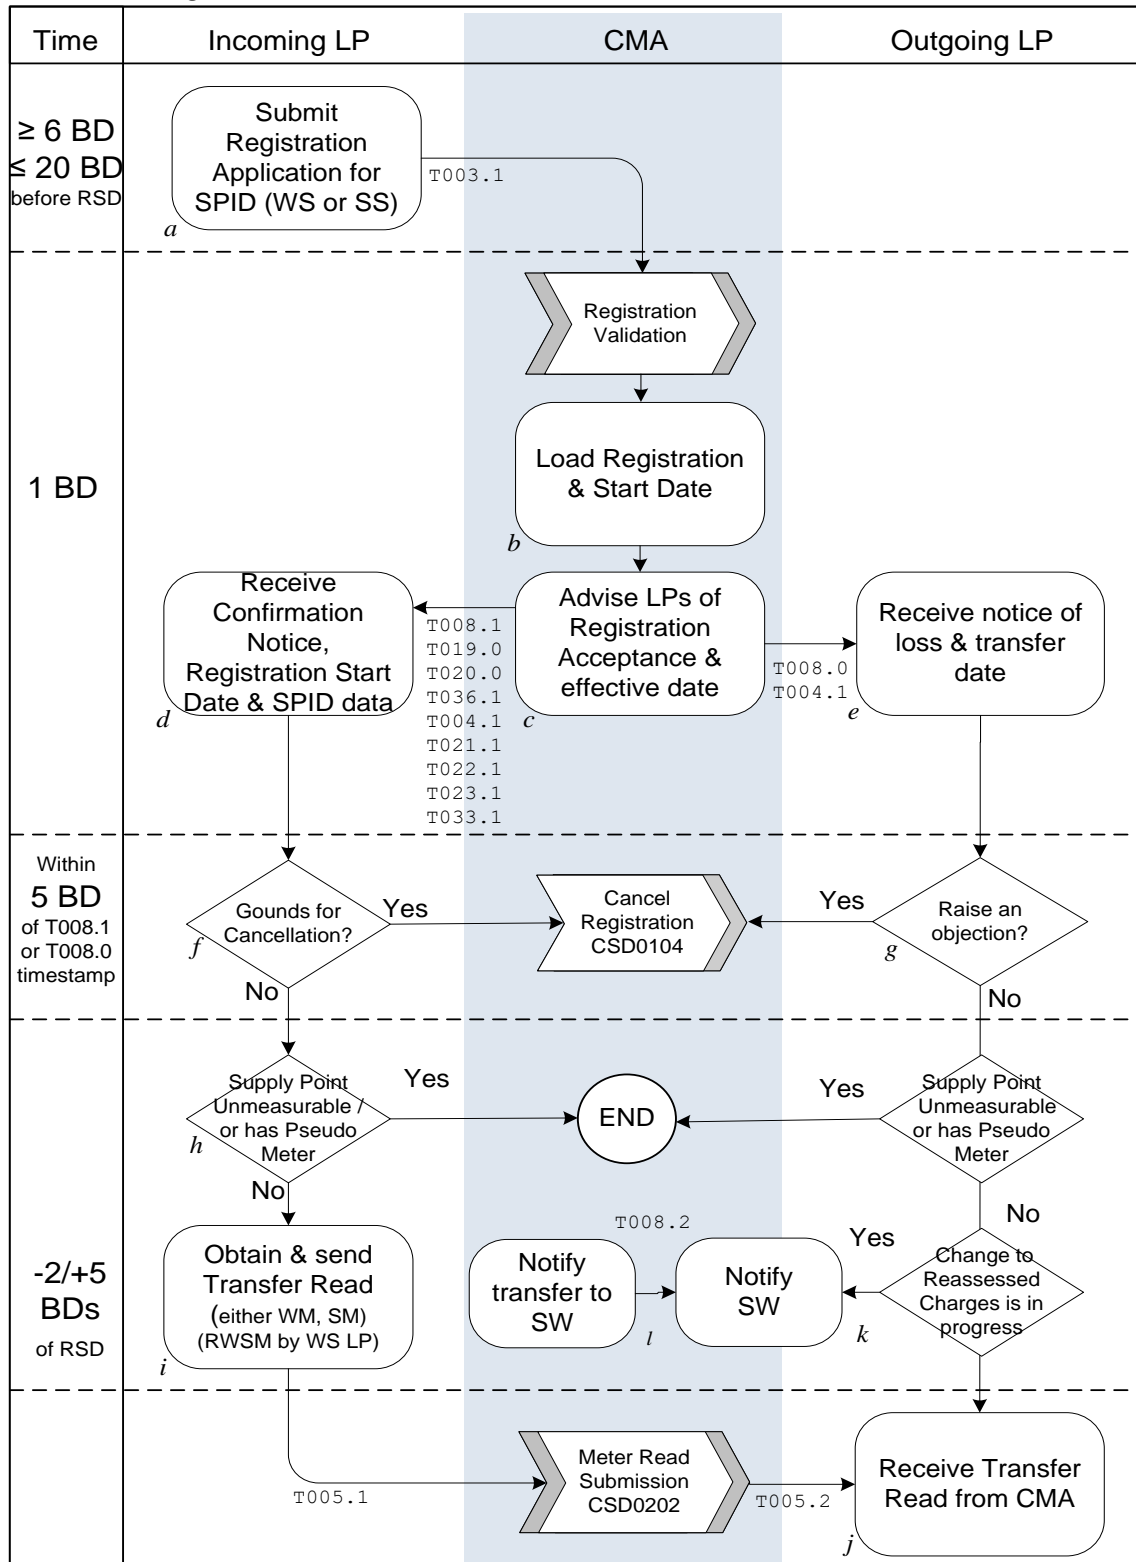 Time
Incoming LP
CMA
Outgoing LP
≥ 6 BD
≤ 20 BD
before RSD
Submit
Registration
Application for
SPID (WS or SS)
a
T003.1
1 BD
Registration
Validation
Load Registration
& Start Date
b
Receive
Confirmation
Notice,
Registration Start
Date & SPID data
d
T008.1
T019.0
T020.0
T036.1
T004.1
T021.1
T022.1
T023.1
T033.1
Advise LPs of
Registration
Acceptance &
effective date
c
T008.0
T004.1
Receive notice of
loss & transfer
date
e
Within
5 BD
of T008.1
or T008.0
timestamp
Gounds for
Cancellation?
f
Yes
No
Cancel
Registration
CSD0104
Yes
Raise an
objection?
g
No
-2/+5
BDs
of RSD
Supply Point
Unmeasurable /
or has Pseudo
Meter
h
Yes
No
END
Yes
Supply Point
Unmeasurable
or has Pseudo
Meter
No
Obtain & send
Transfer Read
(either WM, SM)
(RWSM by WS LP)
i
T008.2
Notify
transfer to
SW
l
Notify
SW
Yes
k
Change to
Reassessed
Charges is in
progress
T005.1
Meter Read
Submission
CSD0202
T005.2
Receive Transfer
Read from CMA
j